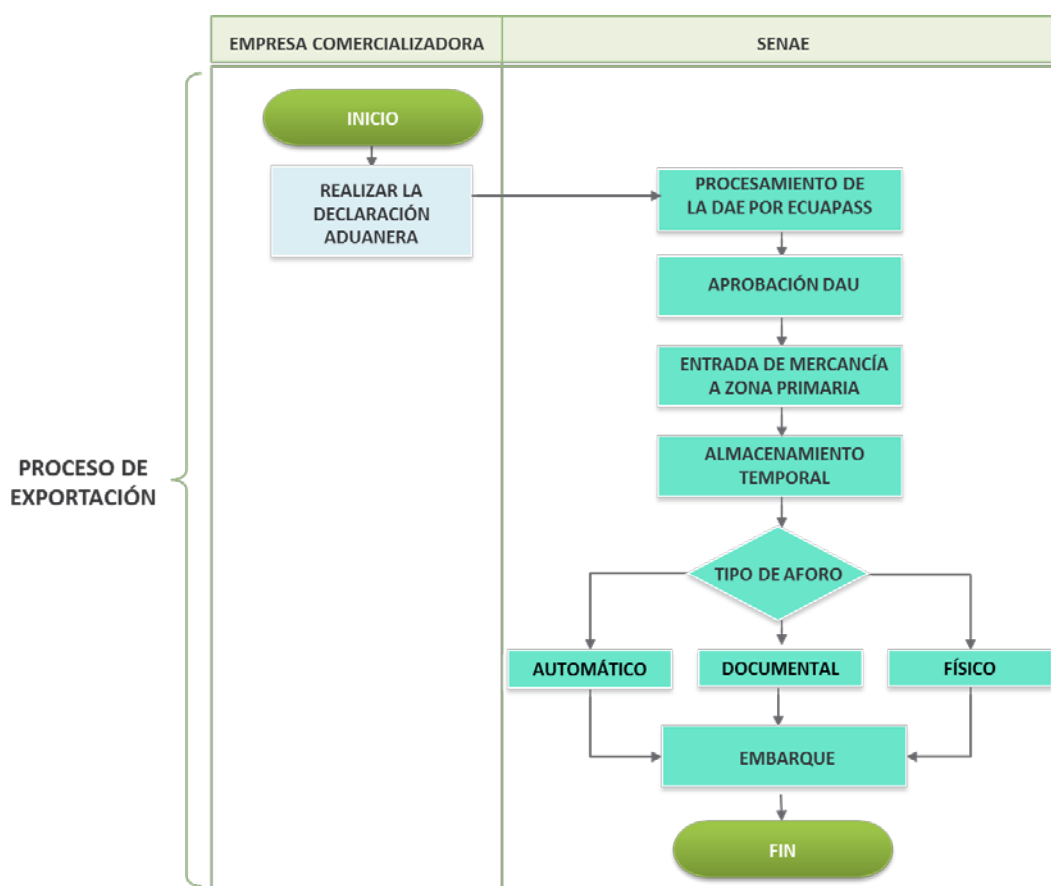 EMPRESA COMERCIALIZADORA
SENAE
INICIO
REALIZAR LA
DECLARACIÓN
ADUANERA
PROCESAMIENTO DE
LA DAE POR ECUAPASS
APROBACIÓN DAU
ENTRADA DE MERCANCÍA
A ZONA PRIMARIA
ALMACENAMIENTO
TEMPORAL
PROCESO DE
EXPORTACIÓN
TIPO DE AFORO
AUTOMÁTICO
DOCUMENTAL
FÍSICO
EMBARQUE
FIN